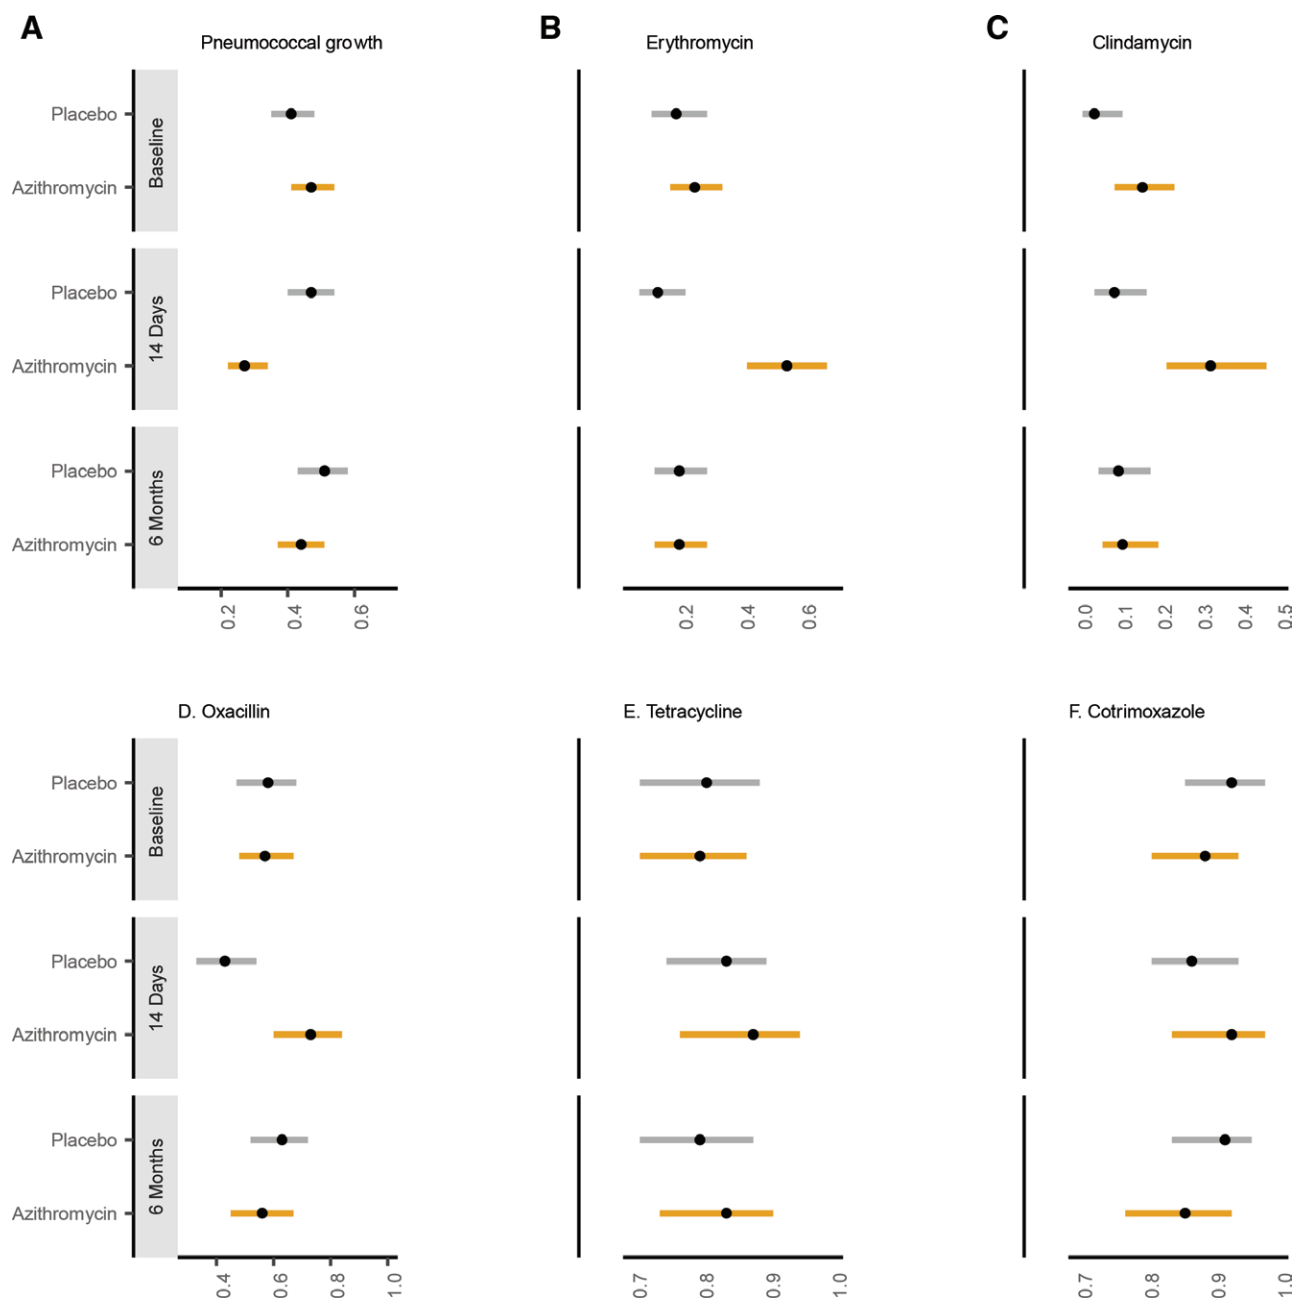 A B C
Pneumococcal growth Erythromycin Clindamycin
Placebo
Baseline
Azithromycin
Placebo
14 Days
Azithromycin
Placebo
6 Months
Azithromycin
0.2 0.4 0.6 0.2 0.4 0.6 0.0 0.1 0.2 0.3 0.4 0.5
D. Oxacillin E. Tetracycline F. Cotrimoxazole
Placebo
Baseline
Azithromycin
Placebo
14 Days
Azithromycin
Placebo
6 Months
Azithromycin
0.4 0.6 0.8 1.0 0.7 0.8 0.9 1.0 0.7 0.8 0.9 1.0